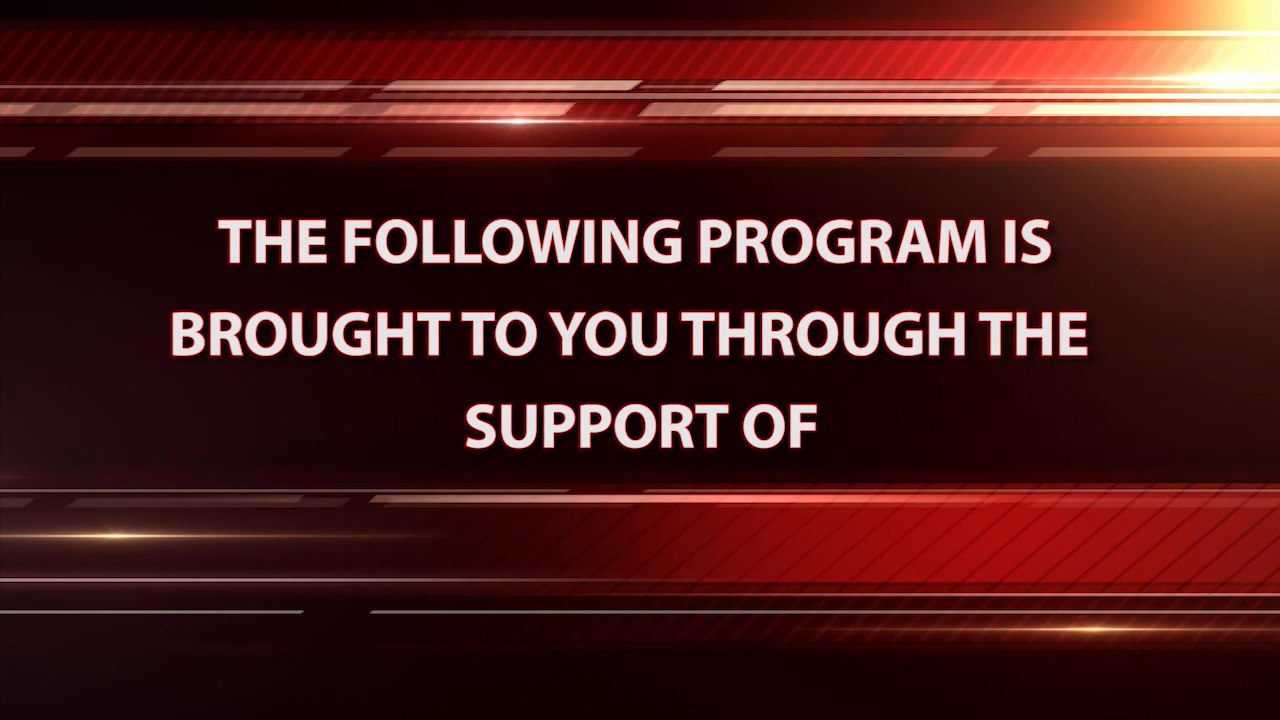 THE FOLLOWING PROGRAM IS
BROUGHT TO YOU THROUGH THE
SUPPORT OF